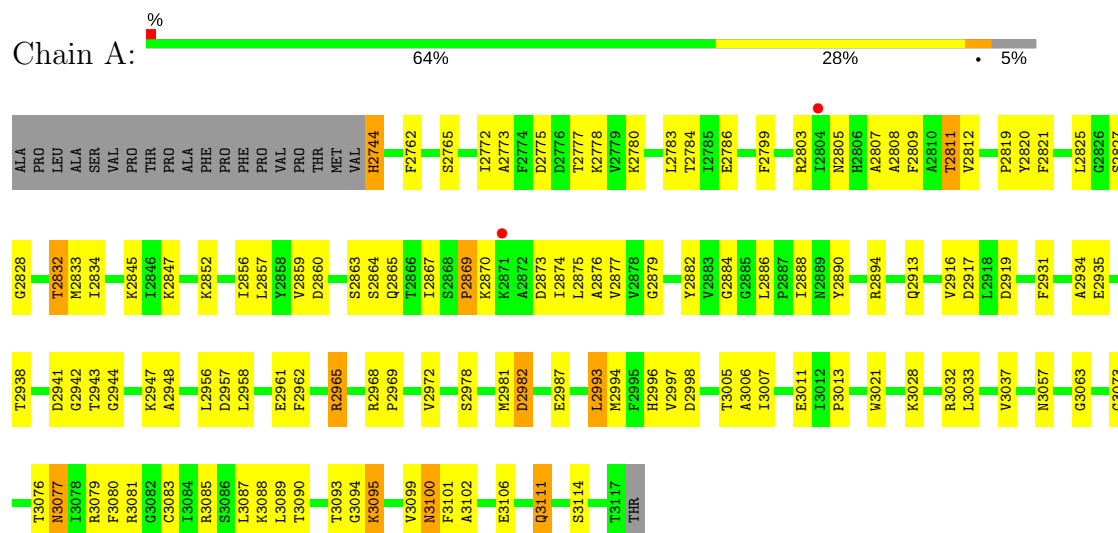 %
Chain A:
64% 28% • 5%
ALA PRO LEU ALA SER VAL PRO THR PRO ALA PHE PRO PRO PHE PRO VAL PRO THR MET VAL H2744 F2762 S2765 I2772 A2773 F2774 D2775 D2776 T2777 K2778 V2779 K2780 L2783 T2784 I2785 E2786 F2799 R2803 I2804 N2805 H2806 A2807 A2808 F2809 A2810 T2811 V2812 P2819 Y2820 F2821 L2825 G2826 S2827
G2828 T2832 M2833 I2834 K2845 I2846 K2847 K2852 I2856 L2857 Y2858 V2859 D2860 S2863 S2864 Q2865 T2866 I2867 S2868 P2869 K2870 K2871 A2872 D2873 I2874 L2875 A2876 V2877 V2878 G2879 Y2882 V2883 G2884 G2885 L2886 P2887 I2888 N2889 Y2890 R2894 Q2913 V2916 D2917 L2918 D2919 F2931 A2934 E2935
T2938 D2941 G2942 T2943 G2944 K2947 A2948 L2956 D2957 L2958 E2961 F2962 R2965 R2968 P2969 V2972 S2978 M2981 D2982 E2987 L2993 M2994 F2995 H2996 V2997 D2998 T3005 A3006 I3007 E3011 I3012 P3013 W3021 K3028 R3032 L3033 V3037 N3057 G3063
T3076 N3077 I3078 R3079 F3080 R3081 G3082 C3083 I3084 R3085 S3086 L3087 K3088 L3089 T3090 T3093 G3094 K3095 V3099 N3100 F3101 A3102 E3106 Q3111 S3114 T3117 THR